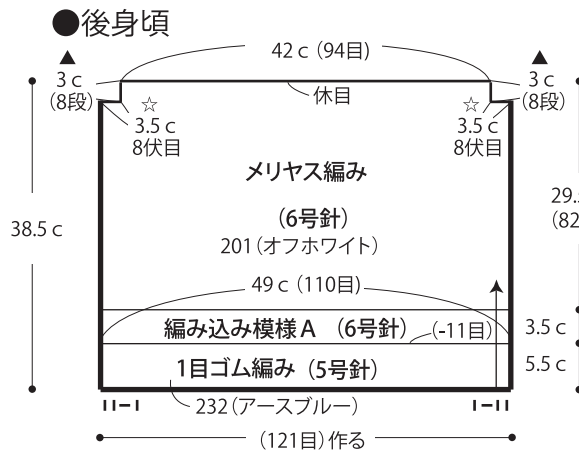 ●後身頃
42c（94目）
▲
3c
（8段）
▲
3c
（8段）
休目
☆
3.5c
8伏目
☆
3.5c
8伏目
メリヤス編み
（6号針）
201（オフホワイト）
38.5c
29.
（82
49c（110目）
編み込み模様A （6号針）
（-11目）
3.5c
1目ゴム編み（5号針）
5.5c
232（アースブルー）
（121目）作る